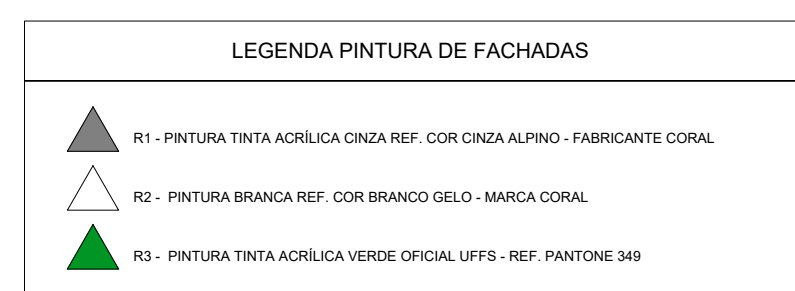 LEGENDA PINTURA DE FACHADAS
R1 - PINTURA TINTA ACRÍLICA CINZA REF. COR CINZA ALPINO - FABRICANTE CORAL
R2 - PINTURA BRANCA REF. COR BRANCO GELO - MARCA CORAL
R3 - PINTURA TINTA ACRÍLICA VERDE OFICIAL UFFS - REF. PANTONE 349